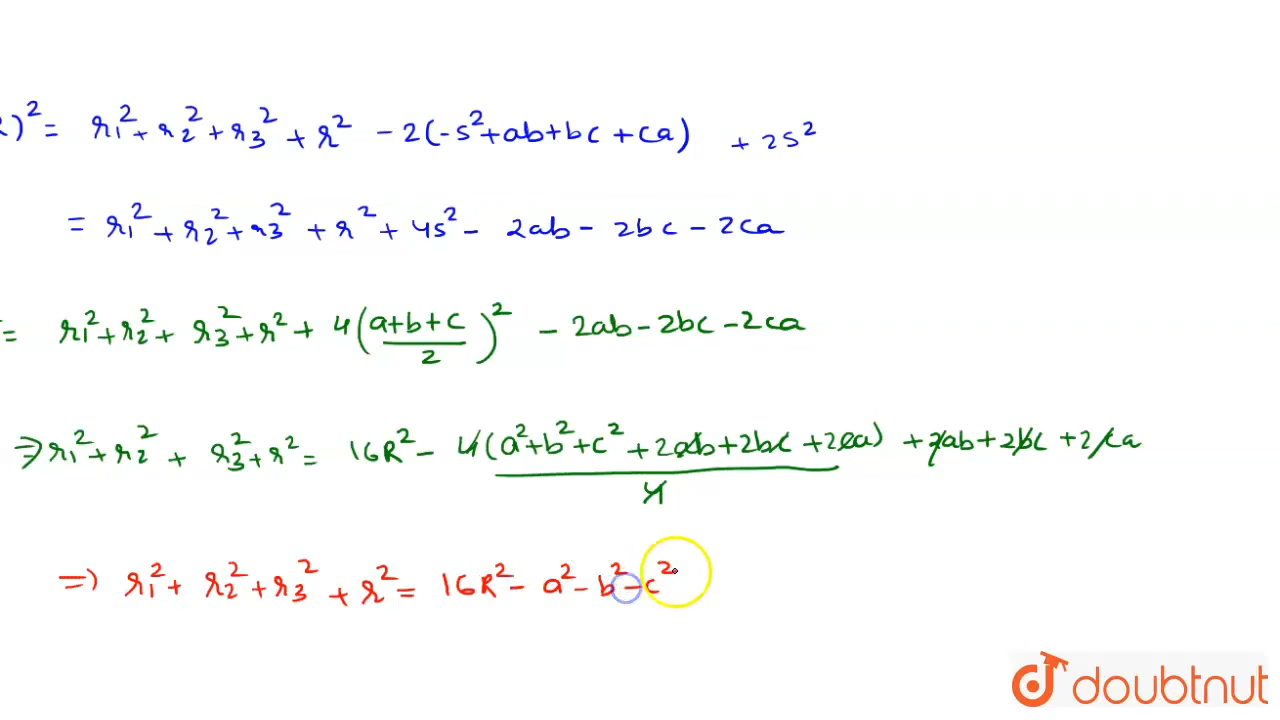 R)² = r₁² + r₂² + r₃² + r² - 2(-s² + ab + bc + ca) + 2s²
= r₁² + r₂² + r₃² + r² + 4s² - 2ab - 2bc - 2ca
= r₁² + r₂² + r₃² + r² + 4((a+b+c)/2)² - 2ab - 2bc - 2ca
⇒ r₁² + r₂² + r₃² + r² = 16R² - 4(a² + b² + c² + 2ab + 2bc + 2ca)/4 + 2ab + 2bc + 2ca
⇒ r₁² + r₂² + r₃² + r² = 16R² - a² - b² - c²
doubtnut